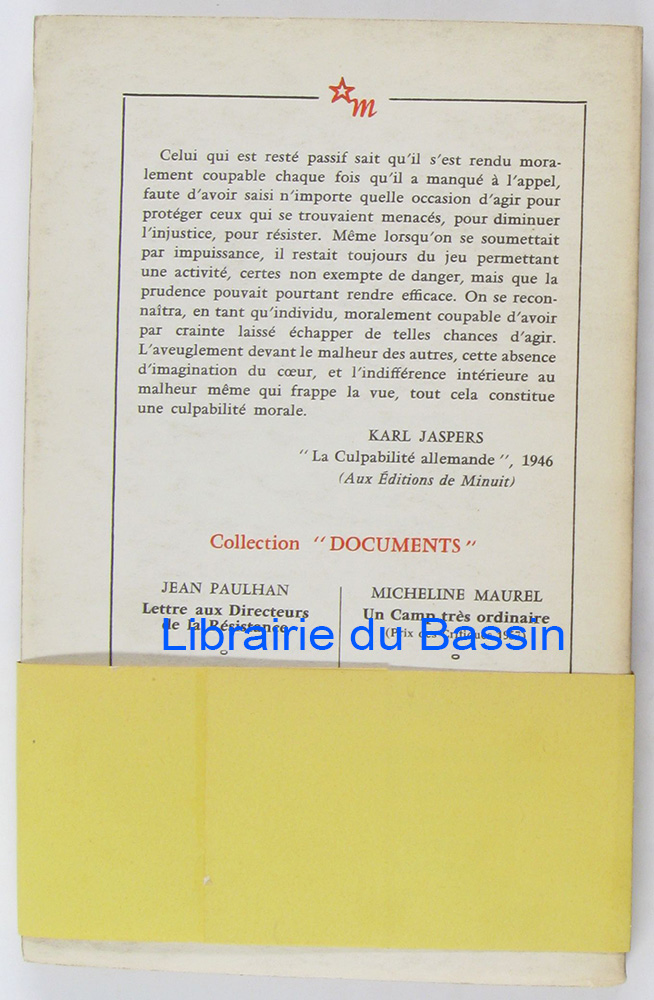 m
Celui qui est resté passif sait qu'il s'est rendu mora-
lement coupable chaque fois qu'il a manqué à l'appel,
faute d'avoir saisi n'importe quelle occasion d'agir pour
protéger ceux qui se trouvaient menacés, pour diminuer
l'injustice, pour résister. Même lorsqu'on se soumettait
par impuissance, il restait toujours du jeu permettant
une activité, certes non exempte de danger, mais que la
prudence pouvait pourtant rendre efficace. On se recon-
naîtra, en tant qu'individu, moralement coupable d'avoir
par crainte laissé échapper de telles chances d'agir.
L'aveuglement devant le malheur des autres, cette absence
d'imagination du cœur, et l'indifférence intérieure au
malheur même qui frappe la vue, tout cela constitue
une culpabilité morale.
KARL JASPERS
"La Culpabilité allemande", 1946
(Aux Éditions de Minuit)
Collection "DOCUMENTS"
JEAN PAULHAN
Lettre aux Directeurs
de la Résistance
MICHELINE MAUREL
Un Camp très ordinaire
(Prix des Critiques
Librairie du Bassin